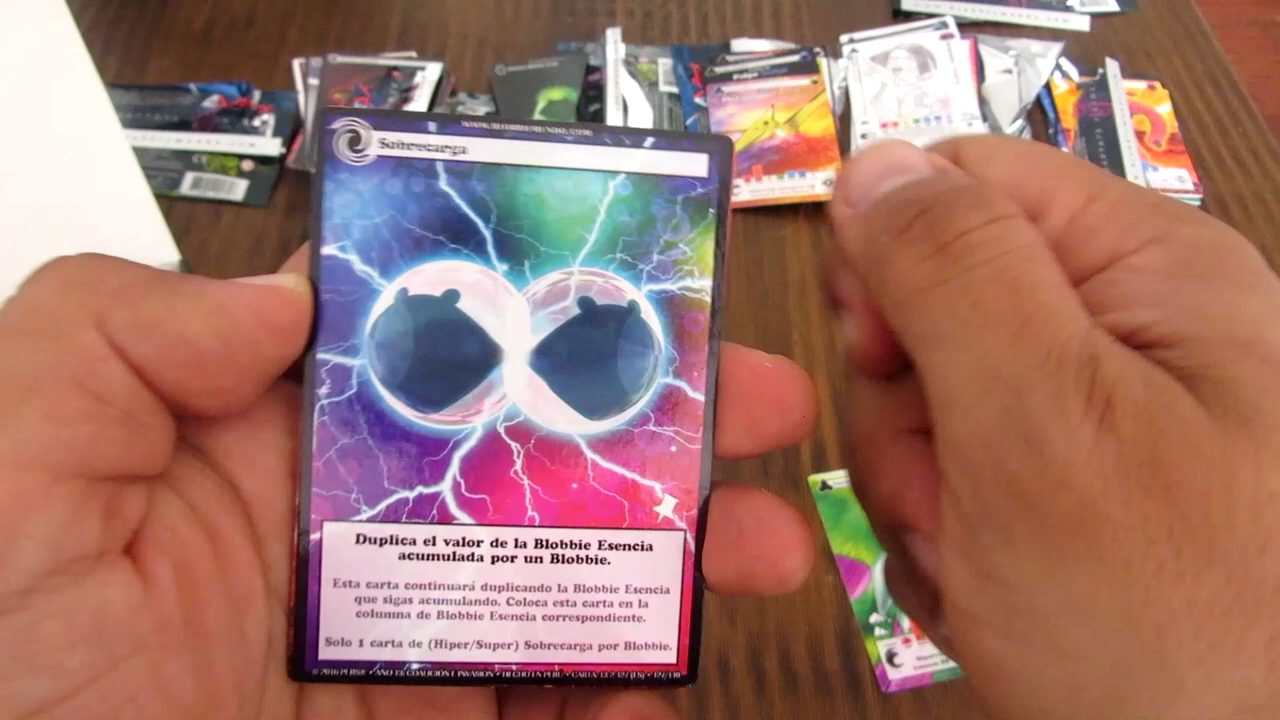 Sobrecarga
Duplica el valor de la Blobbie Esencia
acumulada por un Blobbie.
Esta carta continuará duplicando la Blobbie Esencia
que sigas acumulando. Coloca esta carta en la
columna de Blobbie Esencia correspondiente.
Solo 1 carta de (Hiper/Super) Sobrecarga por Blobbie.